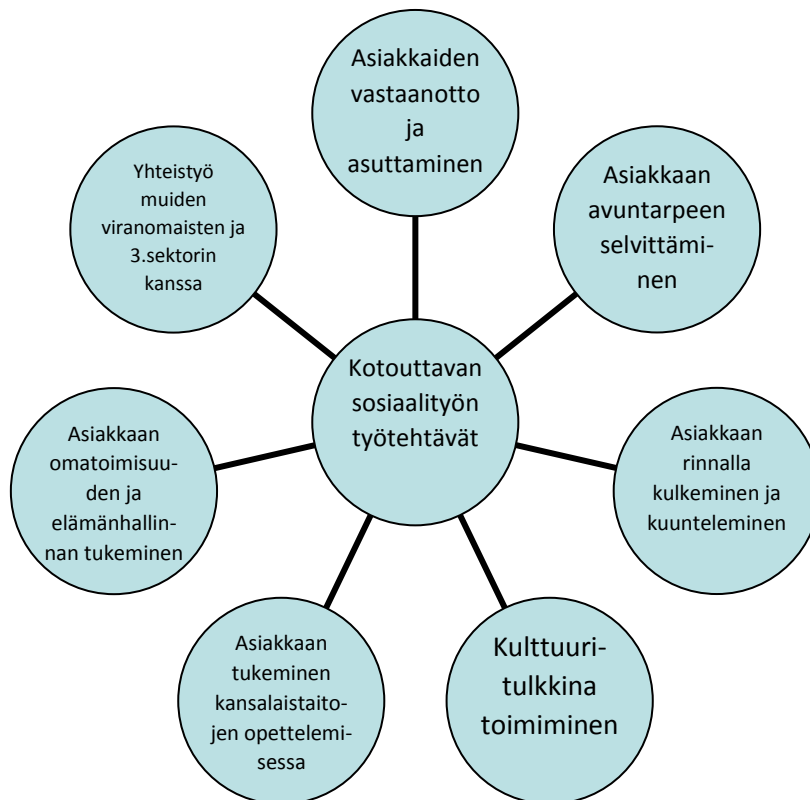 Asiakkaiden
vastaanotto
ja
asuttaminen
Asiakkaan
avuntarpeen
selvittämi-
nen
Asiakkaan
rinnalla
kulkeminen ja
kuunteleminen
Kulttuuri-
tulkkina
toimiminen
Asiakkaan
tukeminen
kansalaistaito-
jen opettelemi-
sessa
Asiakkaan
omatoimisuu-
den ja
elämänhallin-
nan tukeminen
Yhteistyö
muiden
viranomaisten ja
3.sektorin
kanssa
Kotouttavan
sosiaalityön
työtehtävät